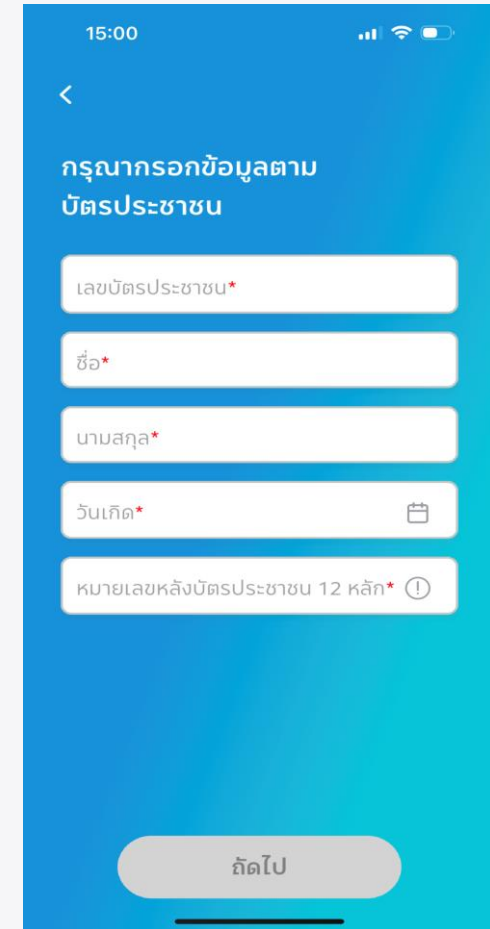 15:00
กรุณากรอกข้อมูลตาม
บัตรประชาชน
เลขบัตรประชาชน*
ชื่อ*
นามสกุล*
วันเกิด*
หมายเลขหลังบัตรประชาชน 12 หลัก*
ถัดไป